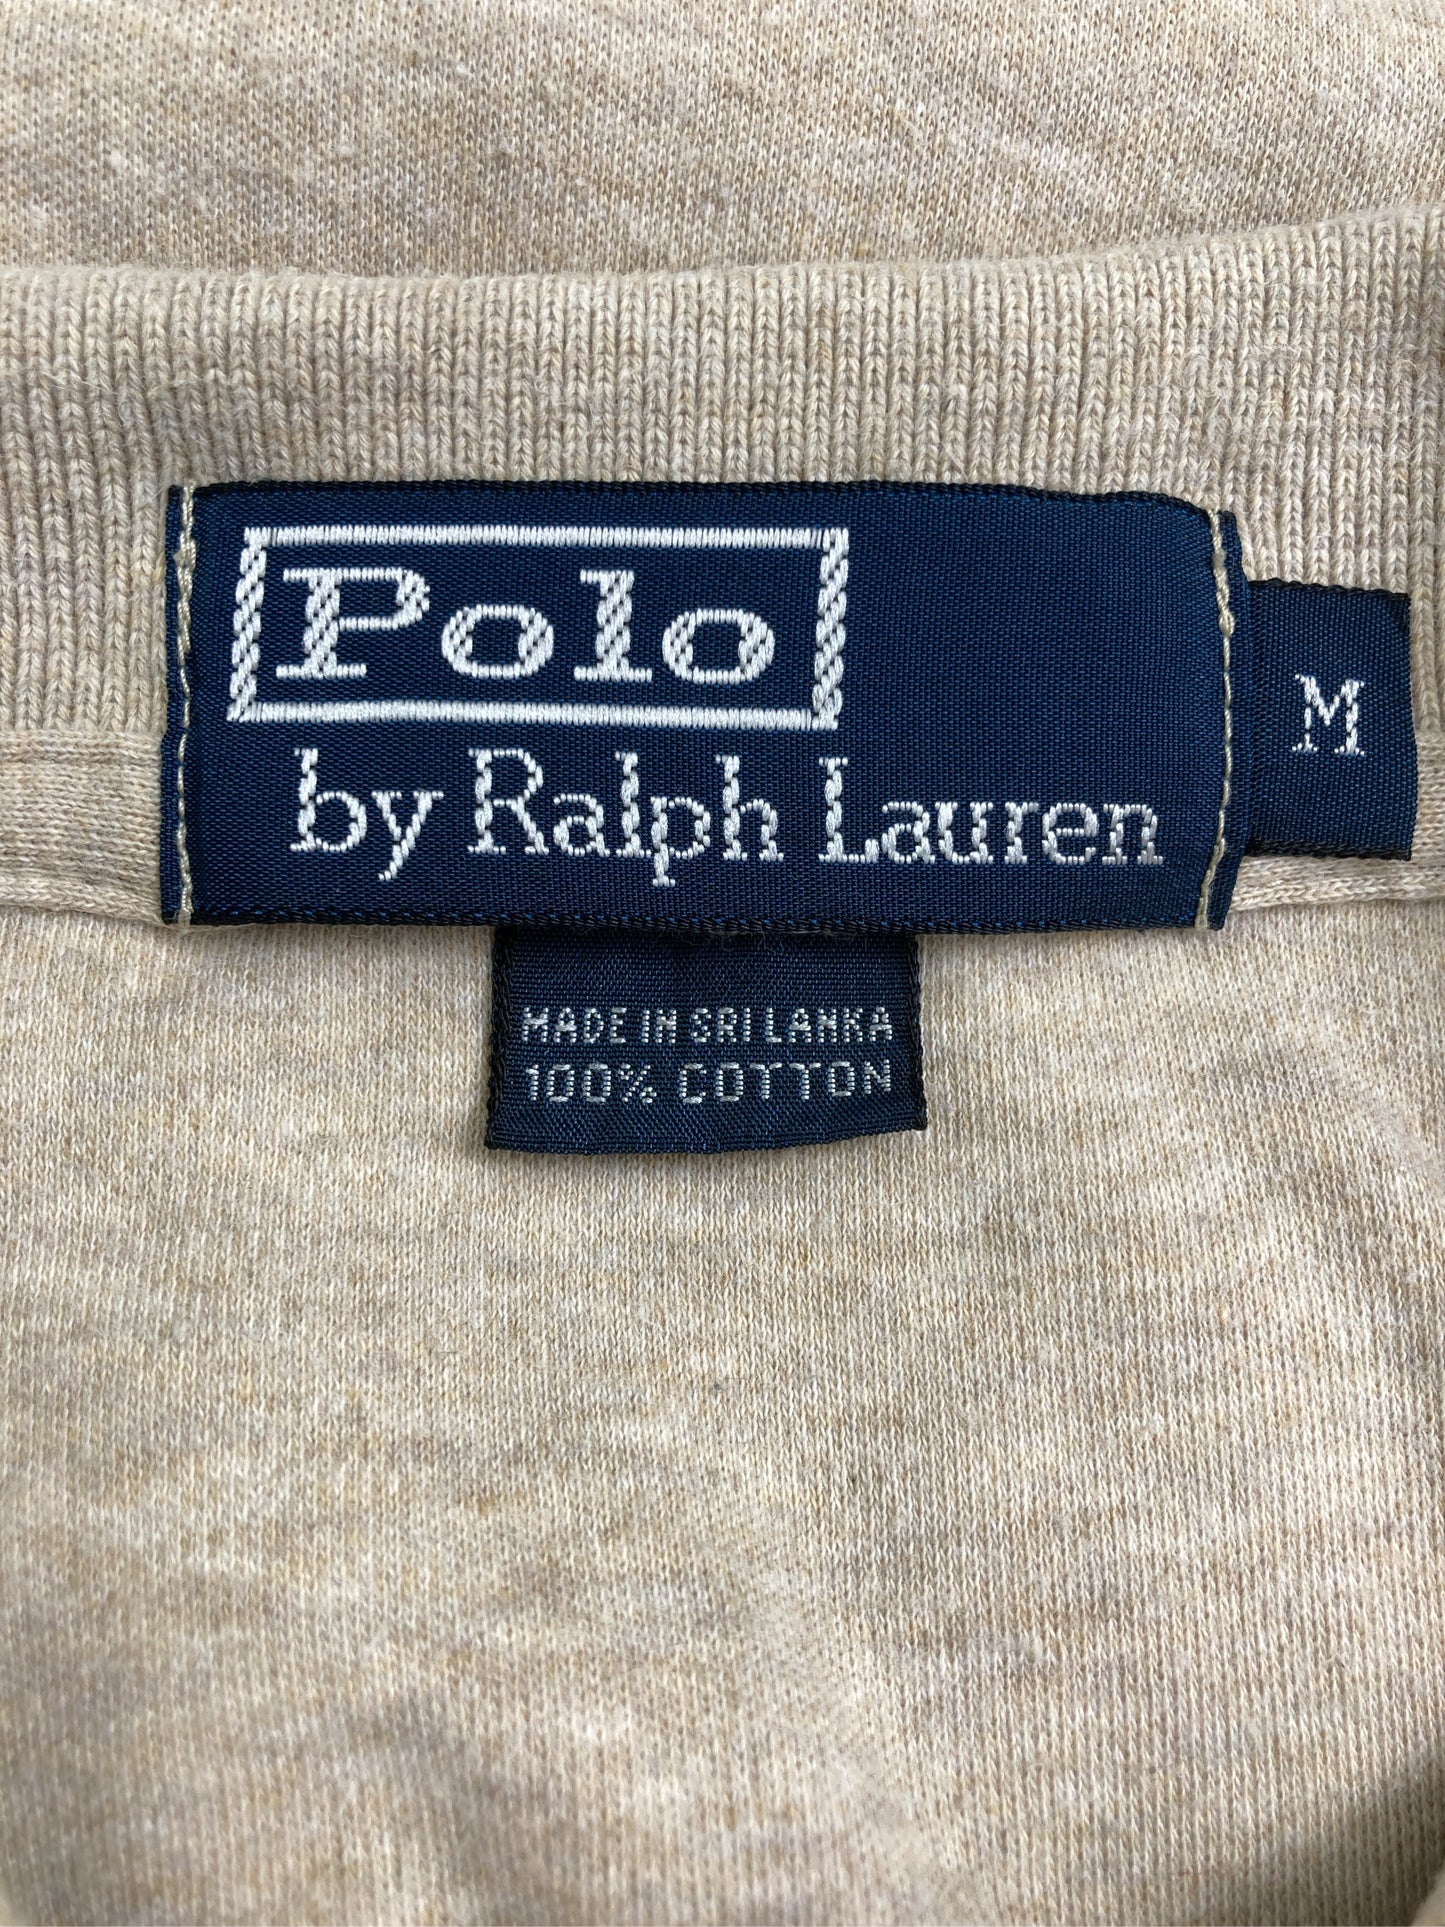 Polo
by Ralph Lauren
M
MADE IN SRI LANKA
100% COTTON